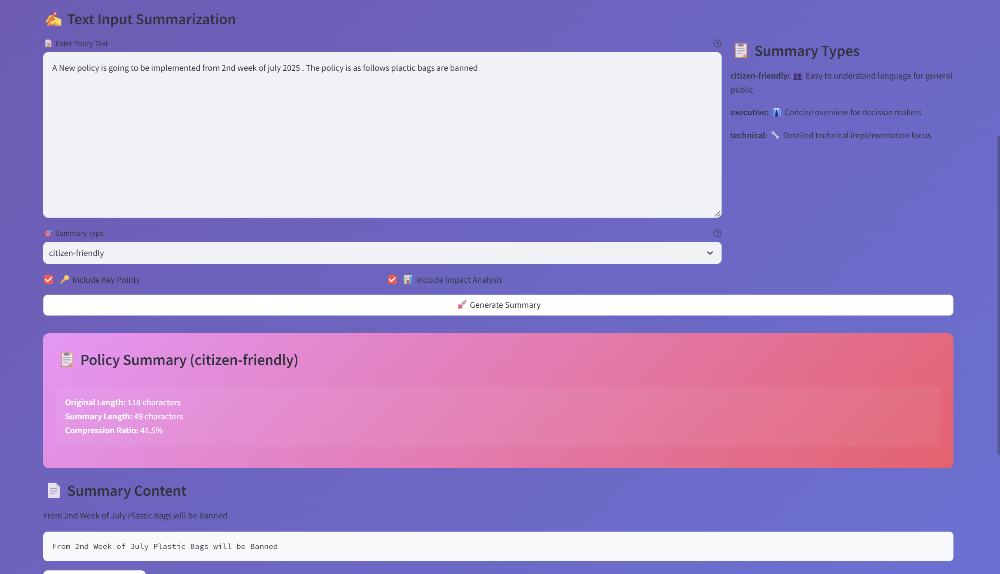 Text Input Summarization
Enter Policy Text
A New policy is going to be implemented from 2nd week of july 2025 . The policy is as follows plactic bags are banned
Summary Type
citizen-friendly
Include Key Points
Include Impact Analysis
Summary Types
citizen-friendly: Easy to understand language for general
public
executive: Concise overview for decision makers
technical: Detailed technical implementation focus
Generate Summary
Policy Summary (citizen-friendly)
Original Length: 118 characters
Summary Length: 49 characters
Compression Ratio: 41.5%
Summary Content
From 2nd Week of July Plastic Bags will be Banned
From 2nd Week of July Plastic Bags will be Banned